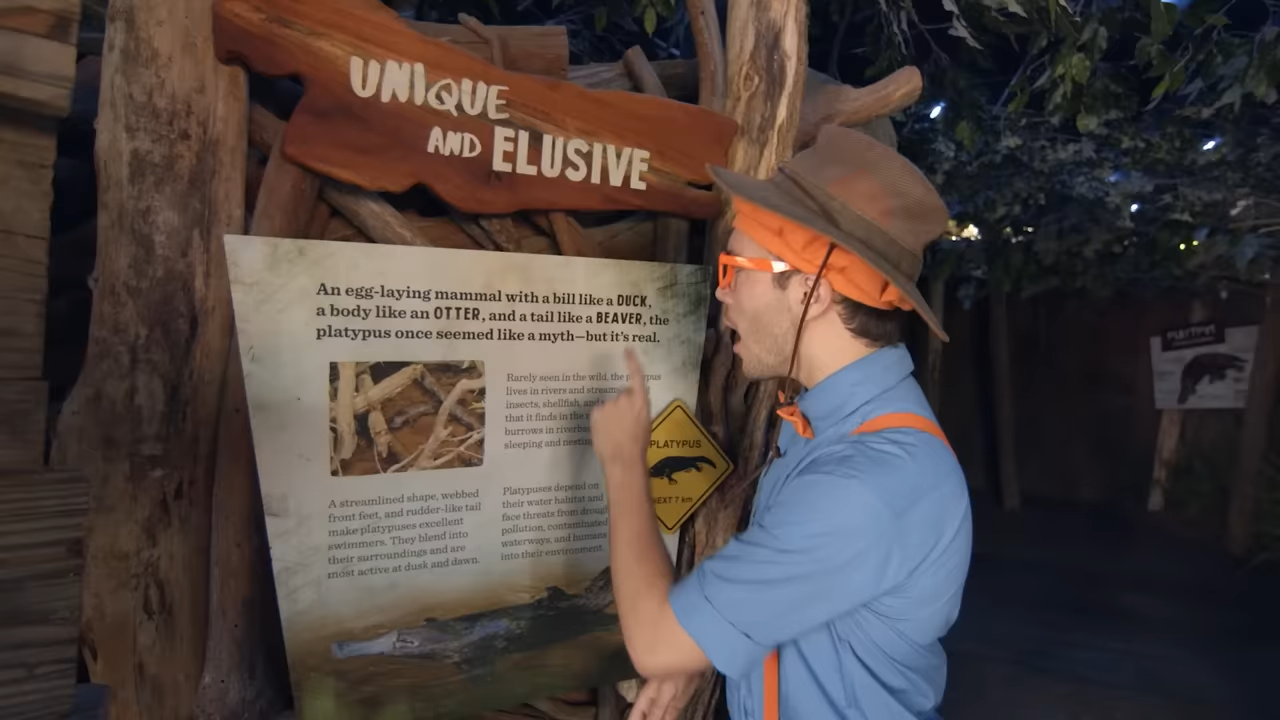 UNIQUE
AND ELUSIVE
An egg-laying mammal with a bill like a DUCK,
a body like an OTTER, and a tail like a BEAVER, the
platypus once seemed like a myth—but it's real.
Rarely seen in the wild, the platypus
lives in rivers and streams
insects, shellfish, and
that it finds in the
burrows in riverba
sleeping and nestin
A streamlined shape, webbed
front feet, and rudder-like tail
make platypuses excellent
swimmers. They blend into
their surroundings and are
most active at dusk and dawn.
Platypuses depend on
their water habitat and
face threats from droug
pollution, contaminated
waterways, and humans
into their environment.
PLATYPUS
NEXT 7 km
PLATYPUS